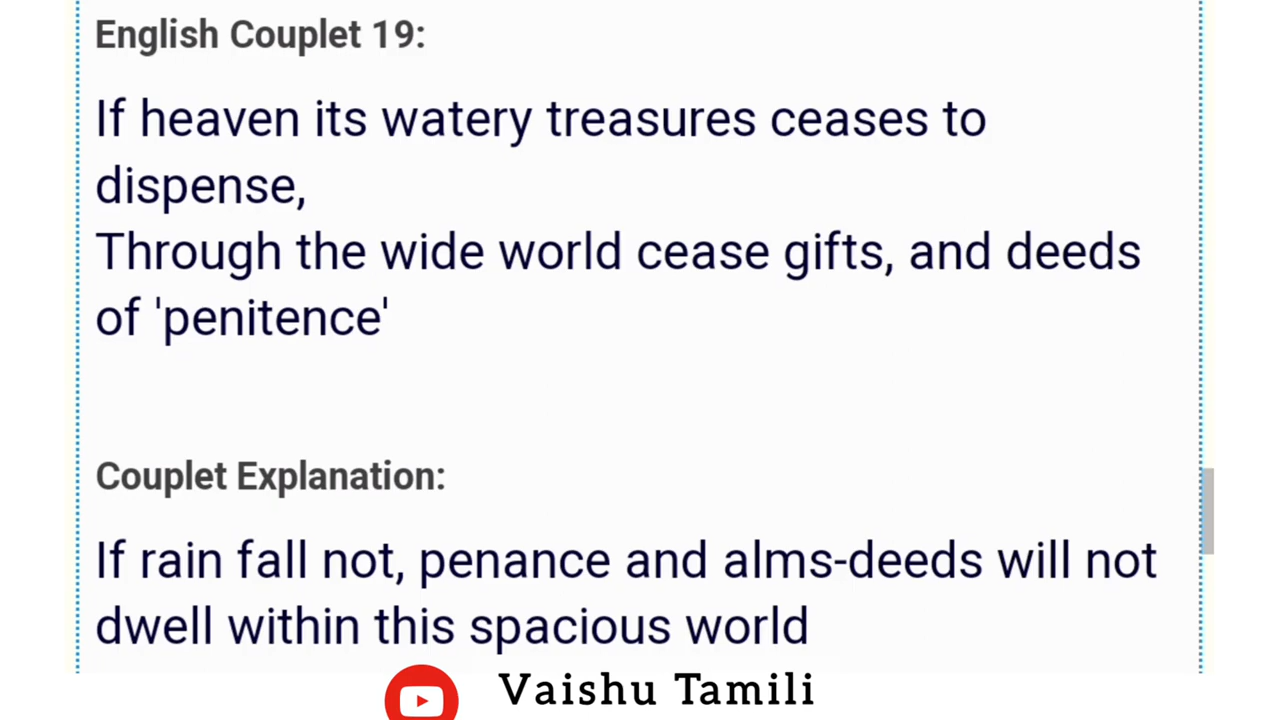 English Couplet 19:
If heaven its watery treasures ceases to
dispense,
Through the wide world cease gifts, and deeds
of 'penitence'
Couplet Explanation:
If rain fall not, penance and alms-deeds will not
dwell within this spacious world
Vaishu Tamili